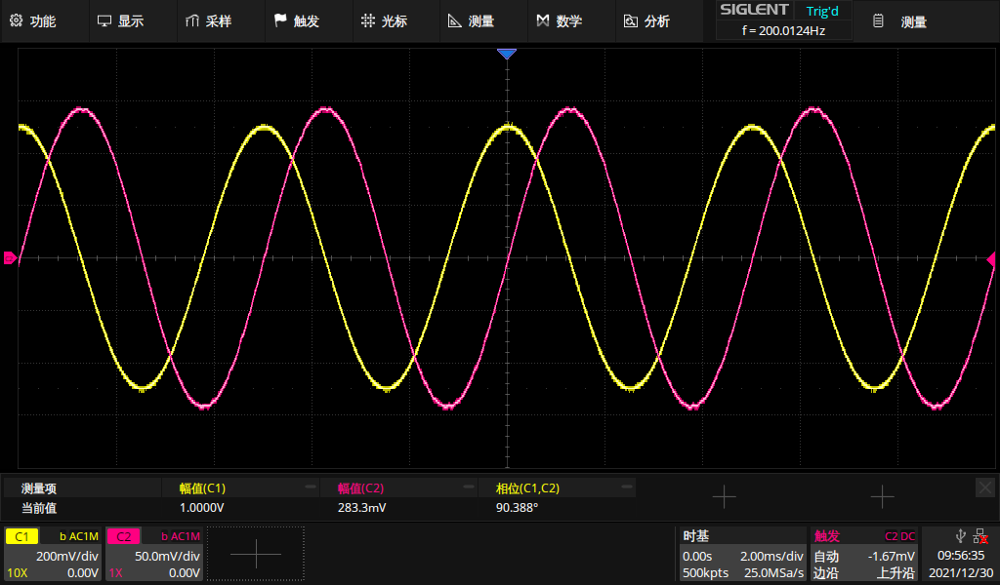 功能 显示 采样 触发 光标 测量 数学 分析 SIGLENT Trig'd 测量
f = 200.0124Hz
测量项 幅值(C1) 幅值(C2) 相位(C1,C2)
当前值 1.0000V 283.3mV 90.388°
C1 b AC1M C2 b AC1M 时基 触发 C2 DC
200mV/div 50.0mV/div 0.00s 2.00ms/div 自动 -1.67mV 09:56:35
10X 0.00V 1X 0.00V 500kpts 25.0MSa/s 边沿 上升沿 2021/12/30